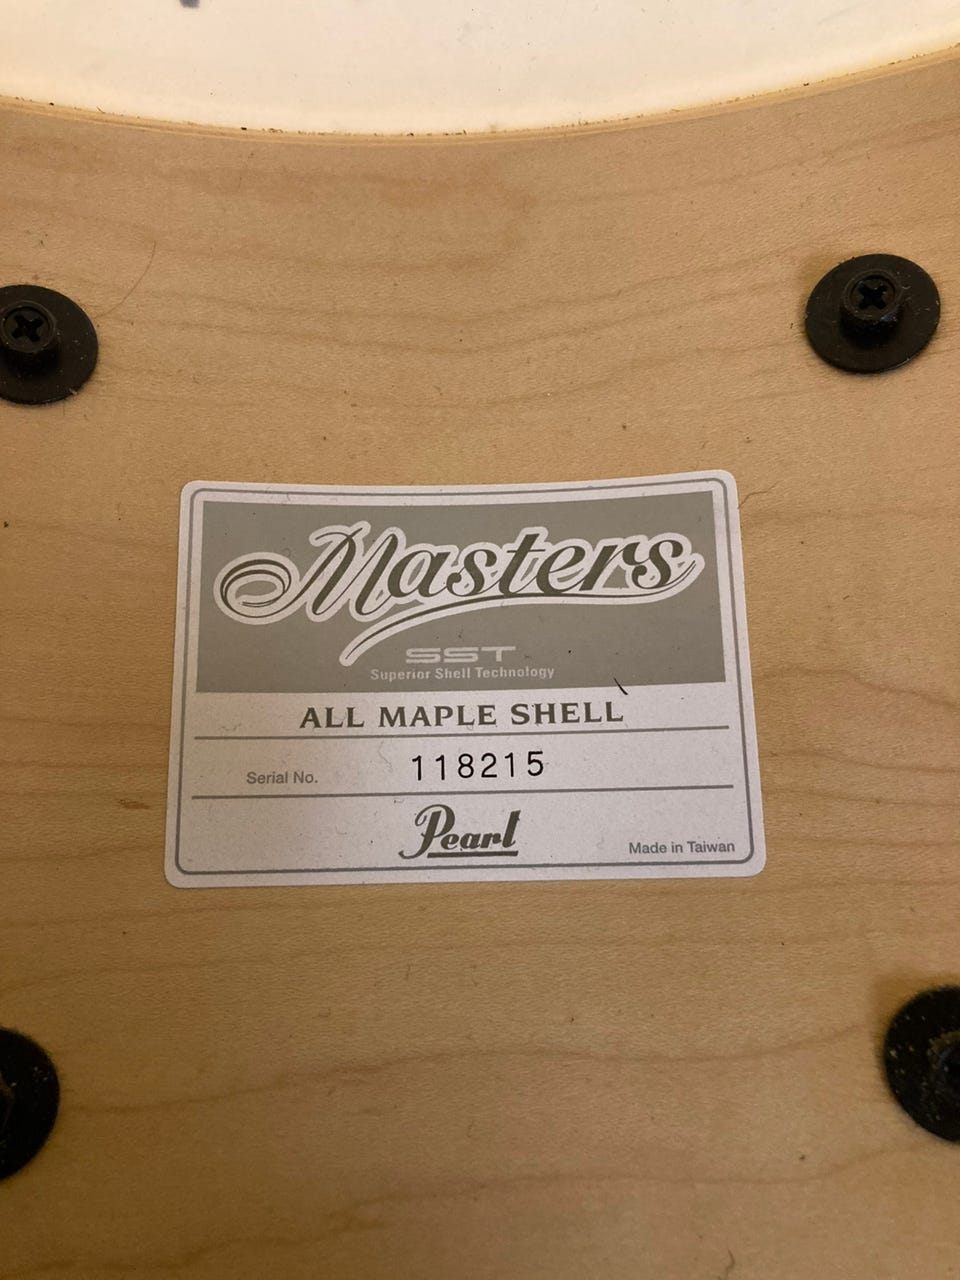 Masters
SST
Superior Shell Technology
ALL MAPLE SHELL
Serial No. 118215
Pearl
Made in Taiwan